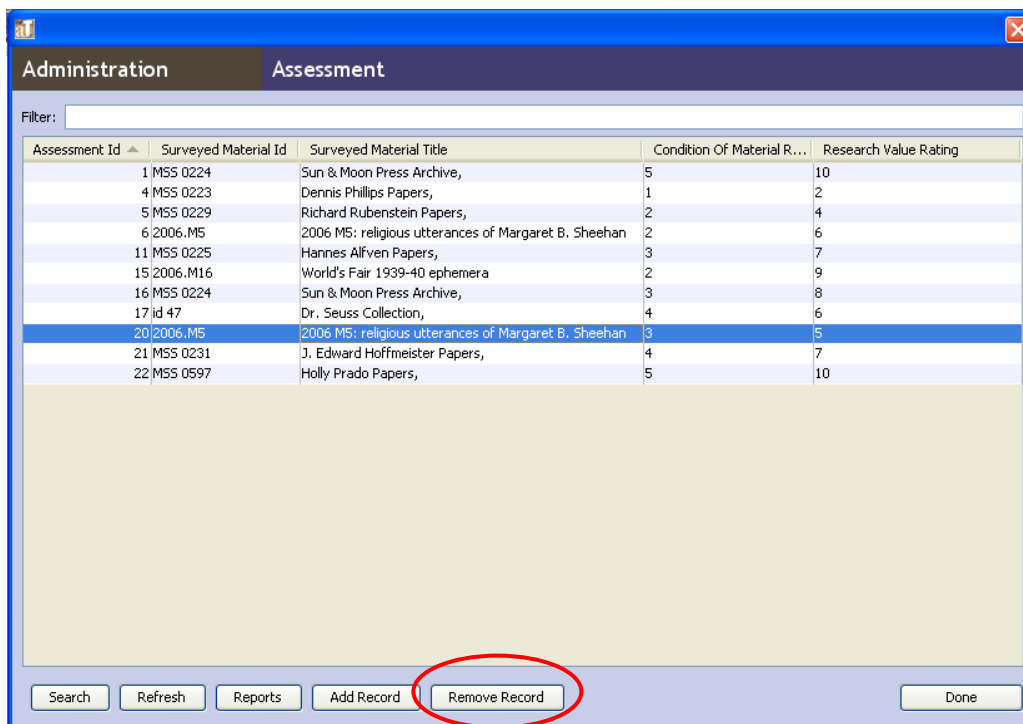 aT
Administration Assessment
Filter:
Assessment Id Surveyed Material Id Surveyed Material Title Condition Of Material R... Research Value Rating
1 MSS 0224 Sun & Moon Press Archive, 5 10
4 MSS 0223 Dennis Phillips Papers, 1 2
5 MSS 0229 Richard Rubenstein Papers, 2 4
6 2006.M5 2006 M5: religious utterances of Margaret B. Sheehan 2 6
11 MSS 0225 Hannes Alfven Papers, 3 7
15 2006.M16 World's Fair 1939-40 ephemera 2 9
16 MSS 0224 Sun & Moon Press Archive, 3 8
17 id 47 Dr. Seuss Collection, 4 6
20 2006.M5 2006 M5: religious utterances of Margaret B. Sheehan 3 5
21 MSS 0231 J. Edward Hoffmeister Papers, 4 7
22 MSS 0597 Holly Prado Papers, 5 10
Search Refresh Reports Add Record Remove Record Done